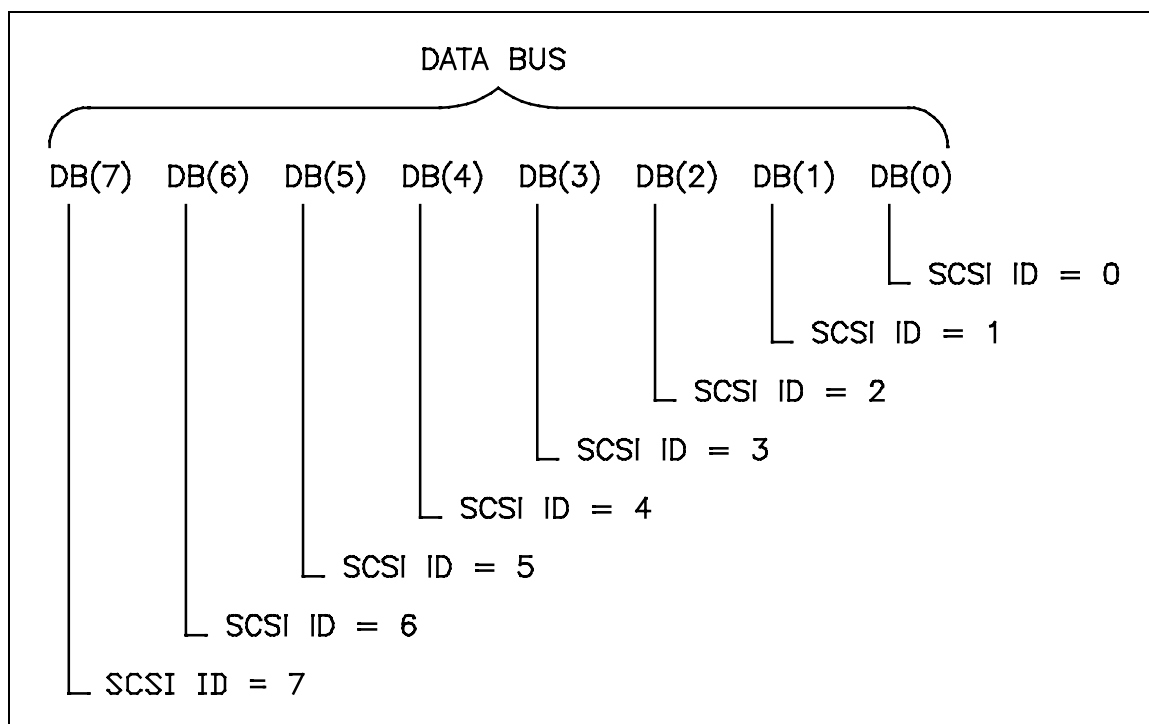 DATA BUS
DB(7) DB(6) DB(5) DB(4) DB(3) DB(2) DB(1) DB(0)
SCSI ID = 0
SCSI ID = 1
SCSI ID = 2
SCSI ID = 3
SCSI ID = 4
SCSI ID = 5
SCSI ID = 6
SCSI ID = 7